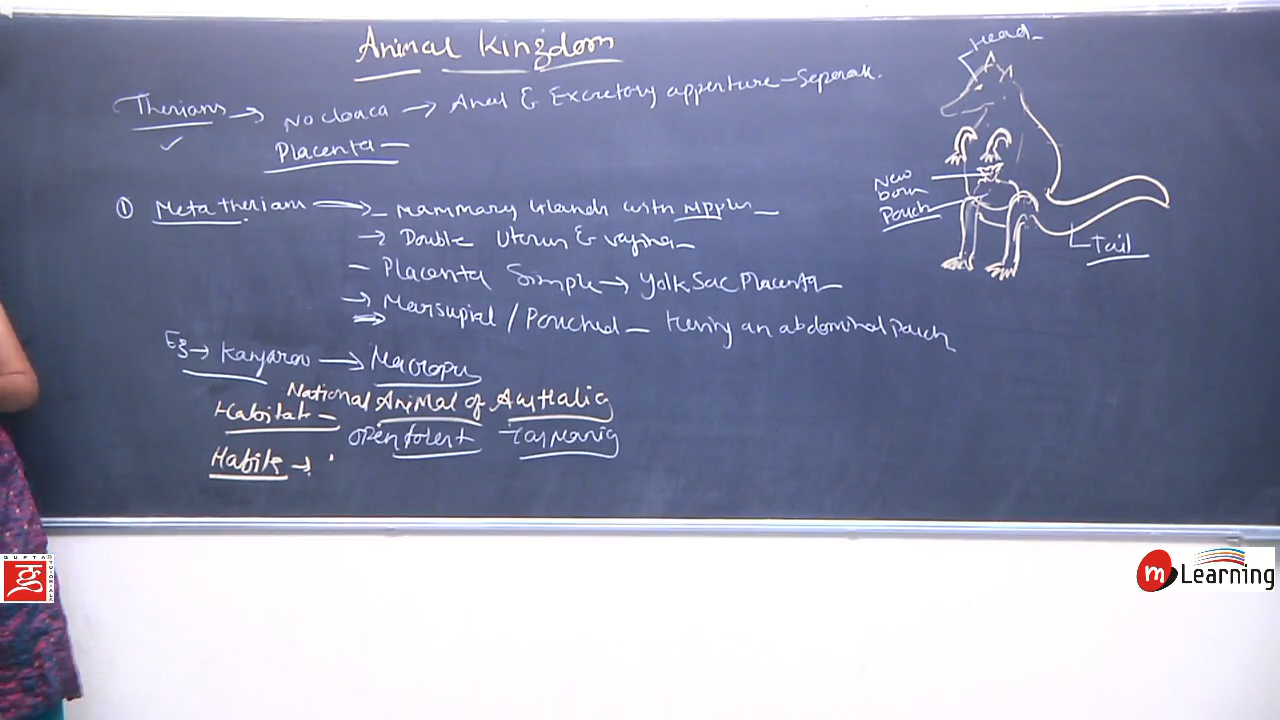 Animal Kingdom
Therians → No cloaca → Anal & Excretory apperture - Seperate.
Placenta -
① Metatherians → - Mammary Glands with Nipples -
→ Double Uterus & vagina -
- Placenta Simple → Yolk Sac Placenta -
→ Marsupial / Pouched - Having an abdominal Pouch
Eg → Kangaroo → Macropus
National Animal of Australia
Habitat - Open forest Tasmania
Habits →
Head -
New born
Pouch
Tail
GUPTA TUTORIALS
m Learning